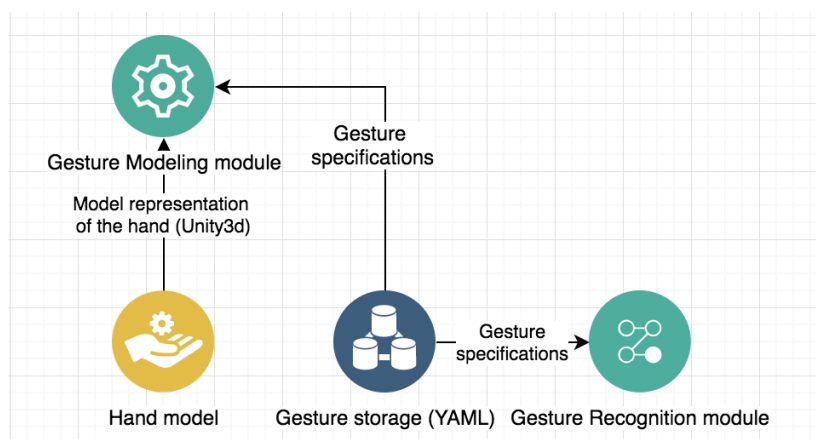 Gesture
specifications
Gesture Modeling module
Model representation
of the hand (Unity3d)
Gesture
specifications
Hand model
Gesture storage (YAML)
Gesture Recognition module